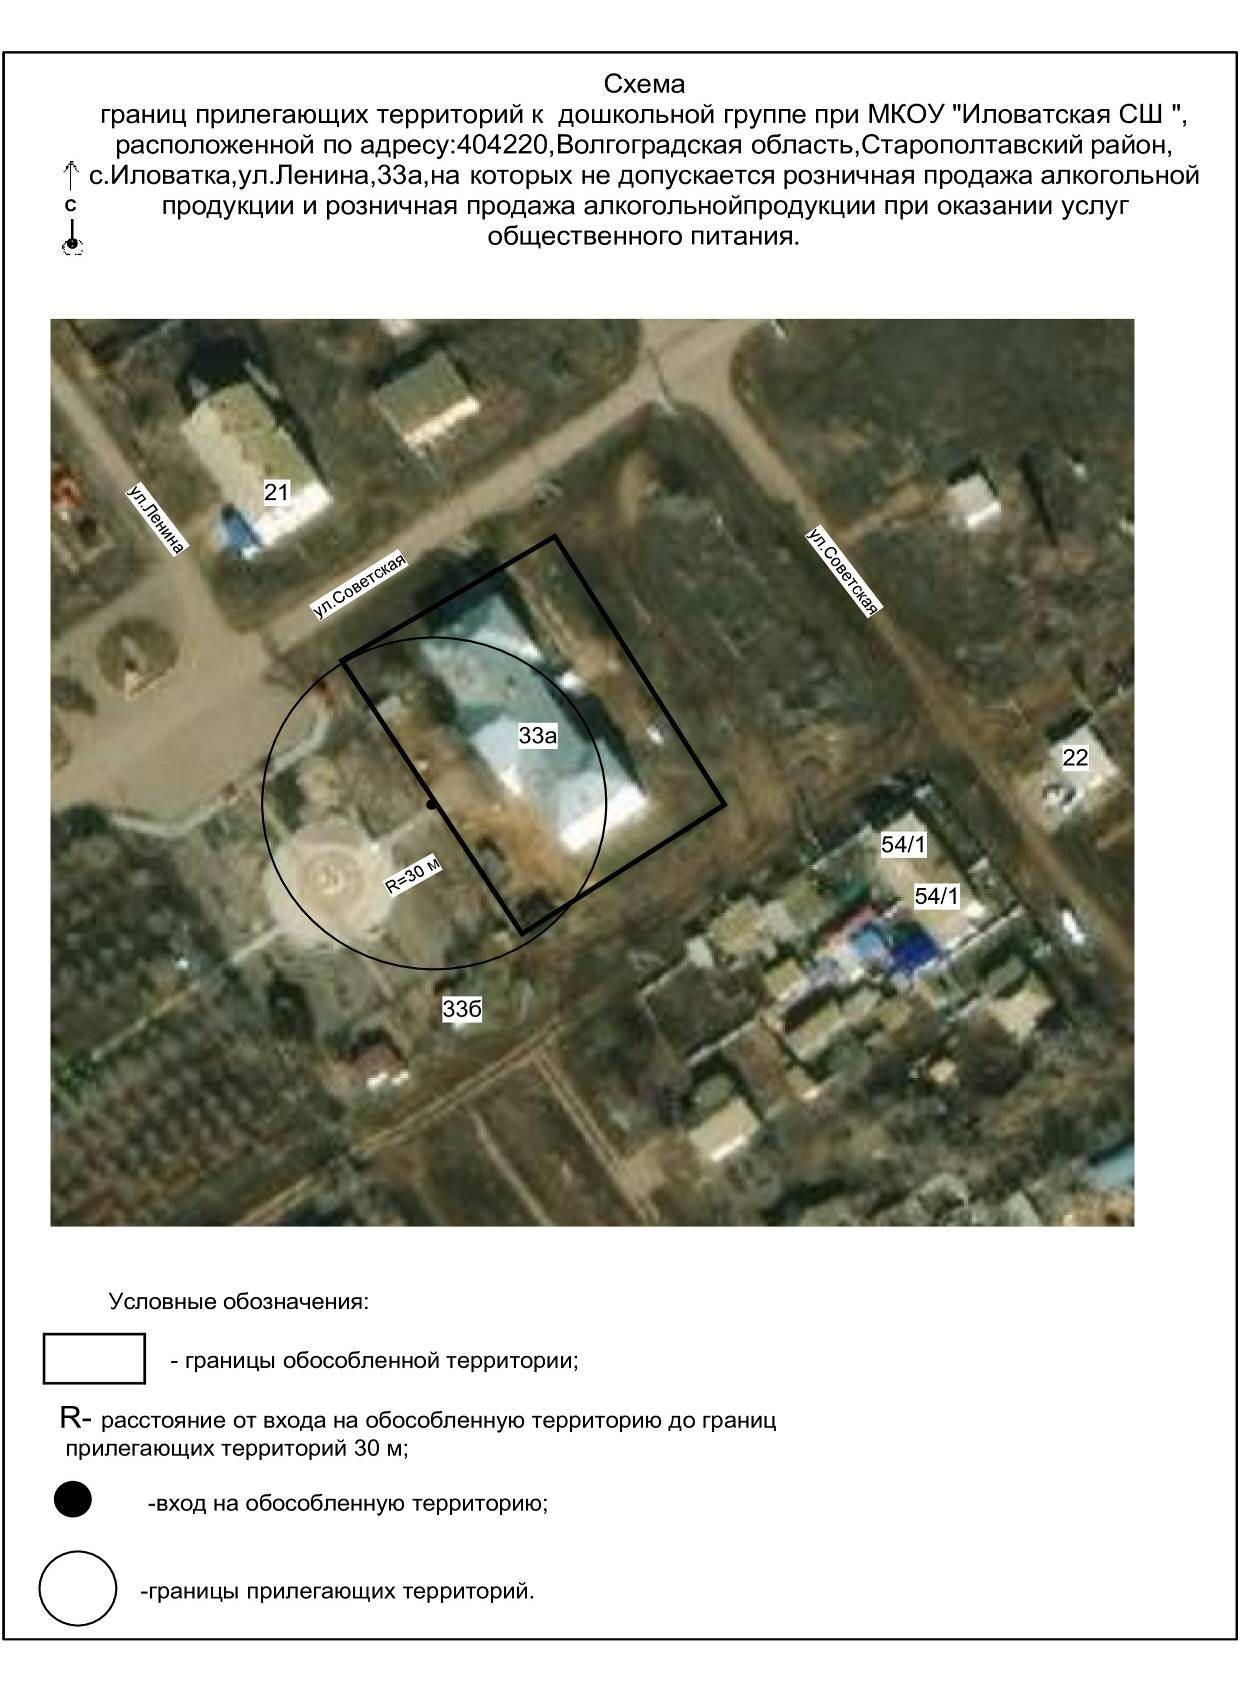 Схема
границ прилегающих территорий к дошкольной группе при МКОУ "Иловатская СШ ",
расположенной по адресу:404220,Волгоградская область,Старополтавский район,
с.Иловатка,ул.Ленина,33а,на которых не допускается розничная продажа алкогольной
С
продукции и розничная продажа алкогольнойпродукции при оказании услуг
общественного питания.
21
ул.Ленина
ул.Советская
ул.Советская
33а
22
54/1
R=30 м
54/1
33б
Условные обозначения:
- границы обособленной территории;
R- расстояние от входа на обособленную территорию до границ
прилегающих территорий 30 м;
-вход на обособленную территорию;
-границы прилегающих территорий.